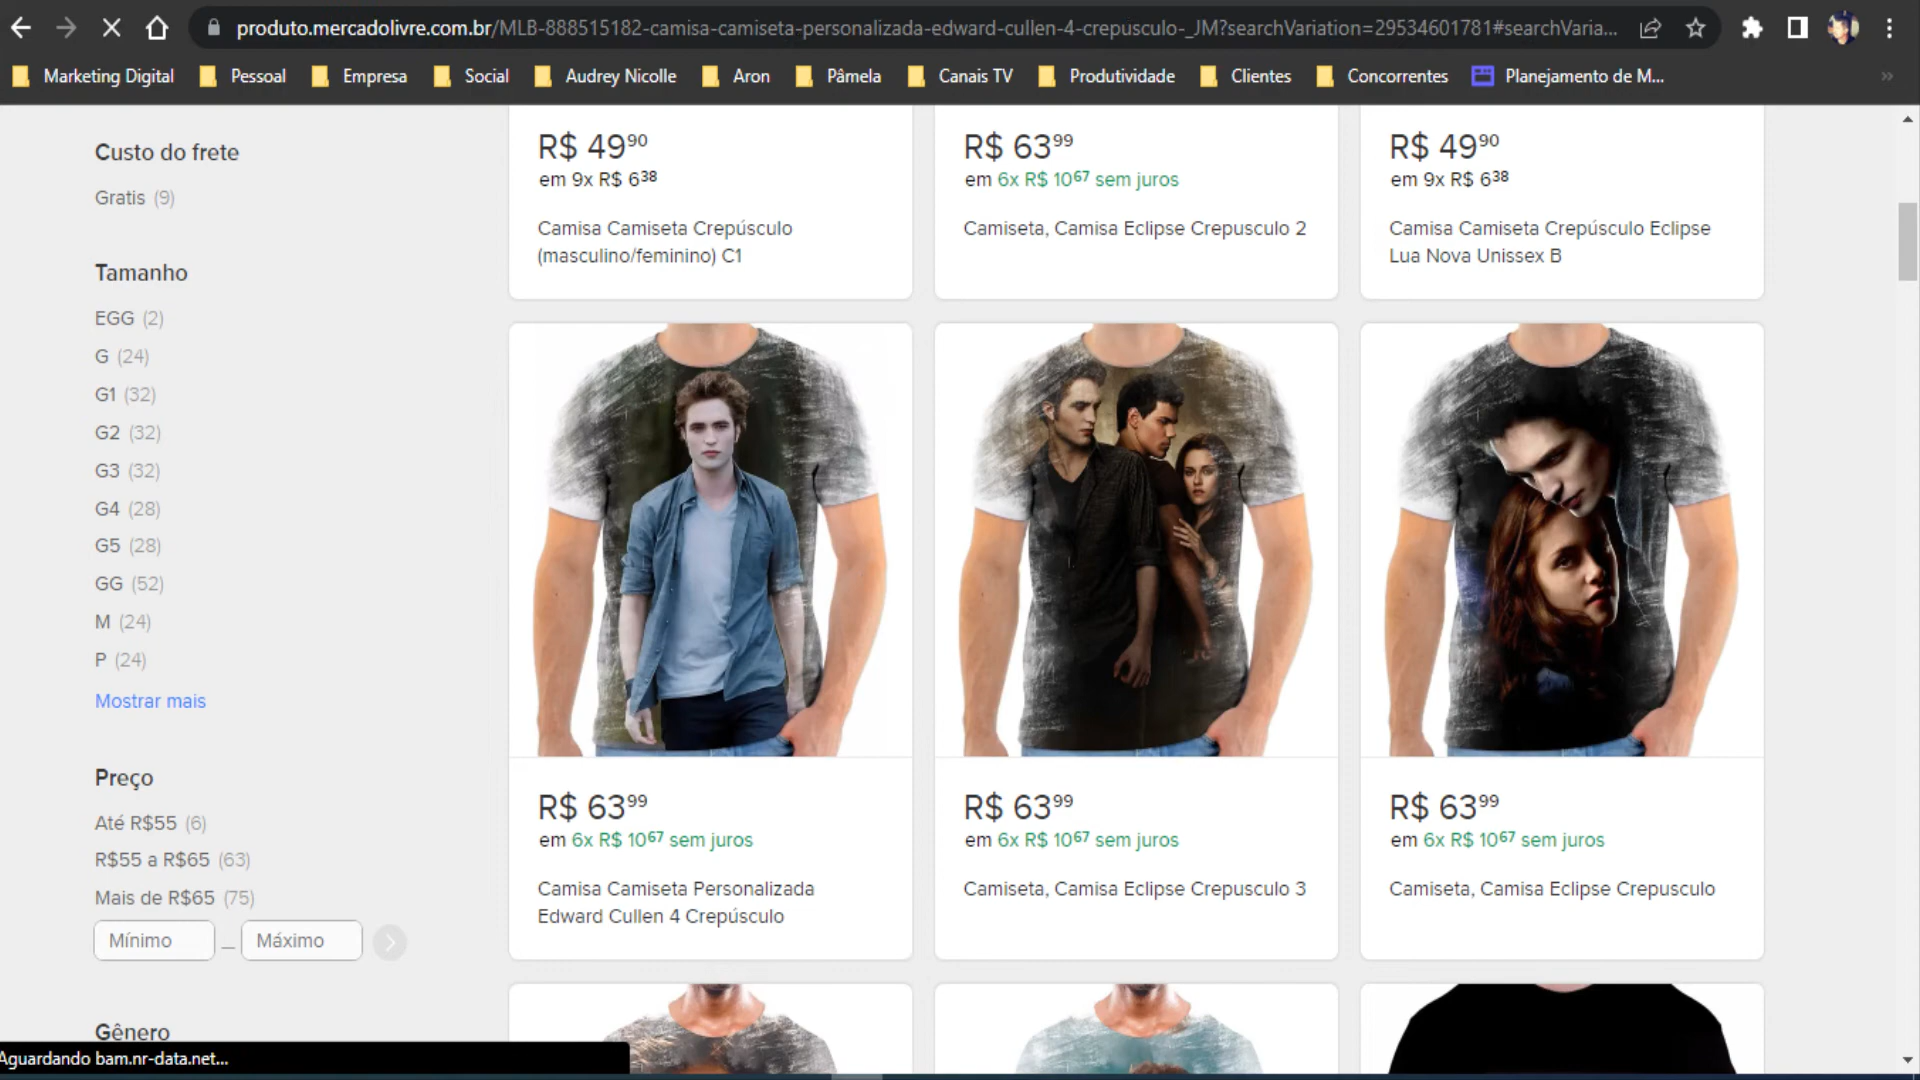 produto.mercadolivre.com.br/MLB-888515182-camisa-camiseta-personalizada-edward-cullen-4-crepusculo-_JM?searchVariation=29534601781#searchVaria...
Marketing Digital Pessoal Empresa Social Audrey Nicolle Aron Pâmela Canais TV Produtividade Clientes Concorrentes Planejamento de M... »
Custo do frete
Gratis (9)
Tamanho
EGG (2)
G (24)
G1 (32)
G2 (32)
G3 (32)
G4 (28)
G5 (28)
GG (52)
M (24)
P (24)
Mostrar mais
Preço
Até R$55 (6)
R$55 a R$65 (63)
Mais de R$65 (75)
Mínimo — Máximo
Gênero
R$ 49⁹⁰
em 9x R$ 6³⁸
Camisa Camiseta Crepúsculo
(masculino/feminino) C1
R$ 63⁹⁹
em 6x R$ 10⁶⁷ sem juros
Camiseta, Camisa Eclipse Crepusculo 2
R$ 49⁹⁰
em 9x R$ 6³⁸
Camisa Camiseta Crepúsculo Eclipse
Lua Nova Unissex B
R$ 63⁹⁹
em 6x R$ 10⁶⁷ sem juros
Camisa Camiseta Personalizada
Edward Cullen 4 Crepúsculo
R$ 63⁹⁹
em 6x R$ 10⁶⁷ sem juros
Camiseta, Camisa Eclipse Crepusculo 3
R$ 63⁹⁹
em 6x R$ 10⁶⁷ sem juros
Camiseta, Camisa Eclipse Crepusculo
Aguardando bam.nr-data.net...